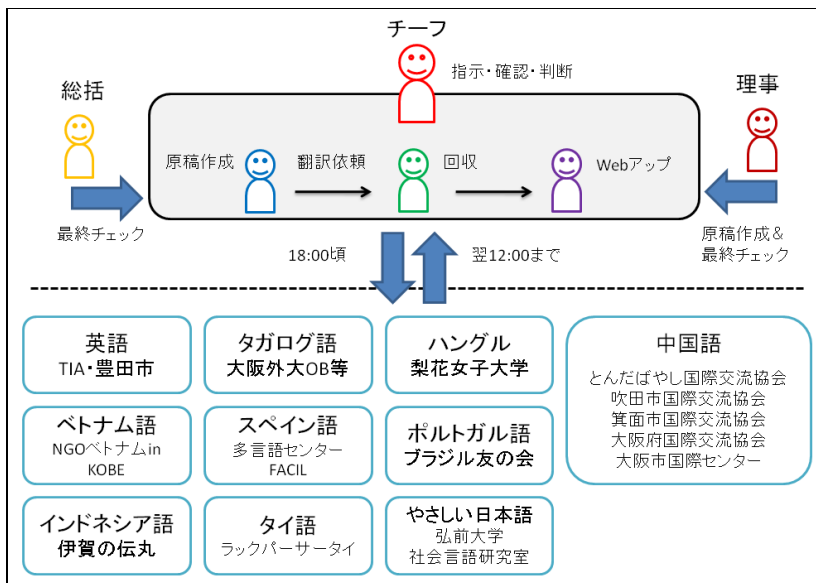 チーフ
指示・確認・判断
総括
理事
原稿作成
翻訳依頼
回収
Webアップ
最終チェック
原稿作成＆
最終チェック
18:00頃
翌12:00まで
英語
TIA・豊田市
タガログ語
大阪外大OB等
ハングル
梨花女子大学
中国語
とんだばやし国際交流協会
吹田市国際交流協会
箕面市国際交流協会
大阪府国際交流協会
大阪市国際センター
ベトナム語
NGOベトナムin
KOBE
スペイン語
多言語センター
FACIL
ポルトガル語
ブラジル友の会
インドネシア語
伊賀の伝丸
タイ語
ラックパーサータイ
やさしい日本語
弘前大学
社会言語研究室